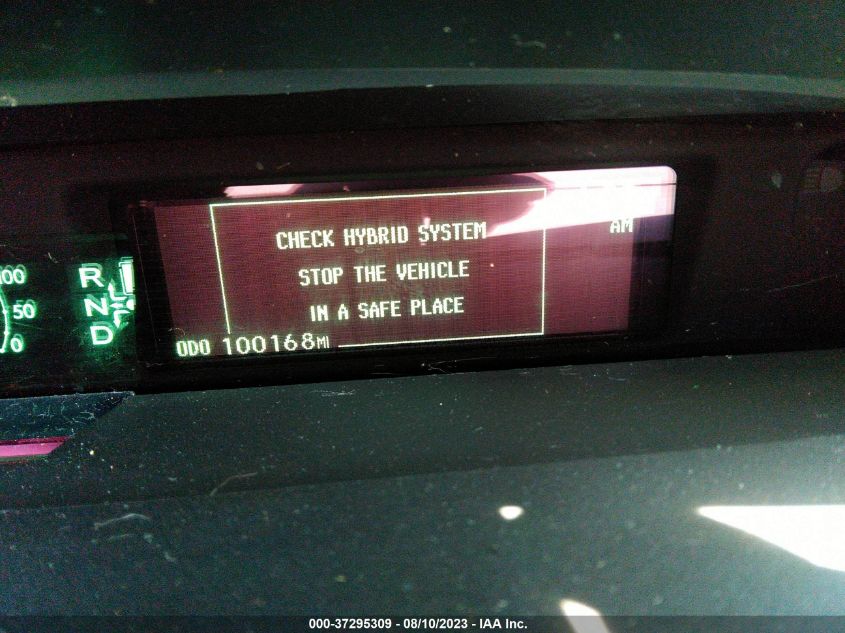 CHECK HYBRID SYSTEM
STOP THE VEHICLE
IN A SAFE PLACE
AM
ODO 100168MI
100
50
0
R
N
D
000-37295309 - 08/10/2023 - IAA Inc.